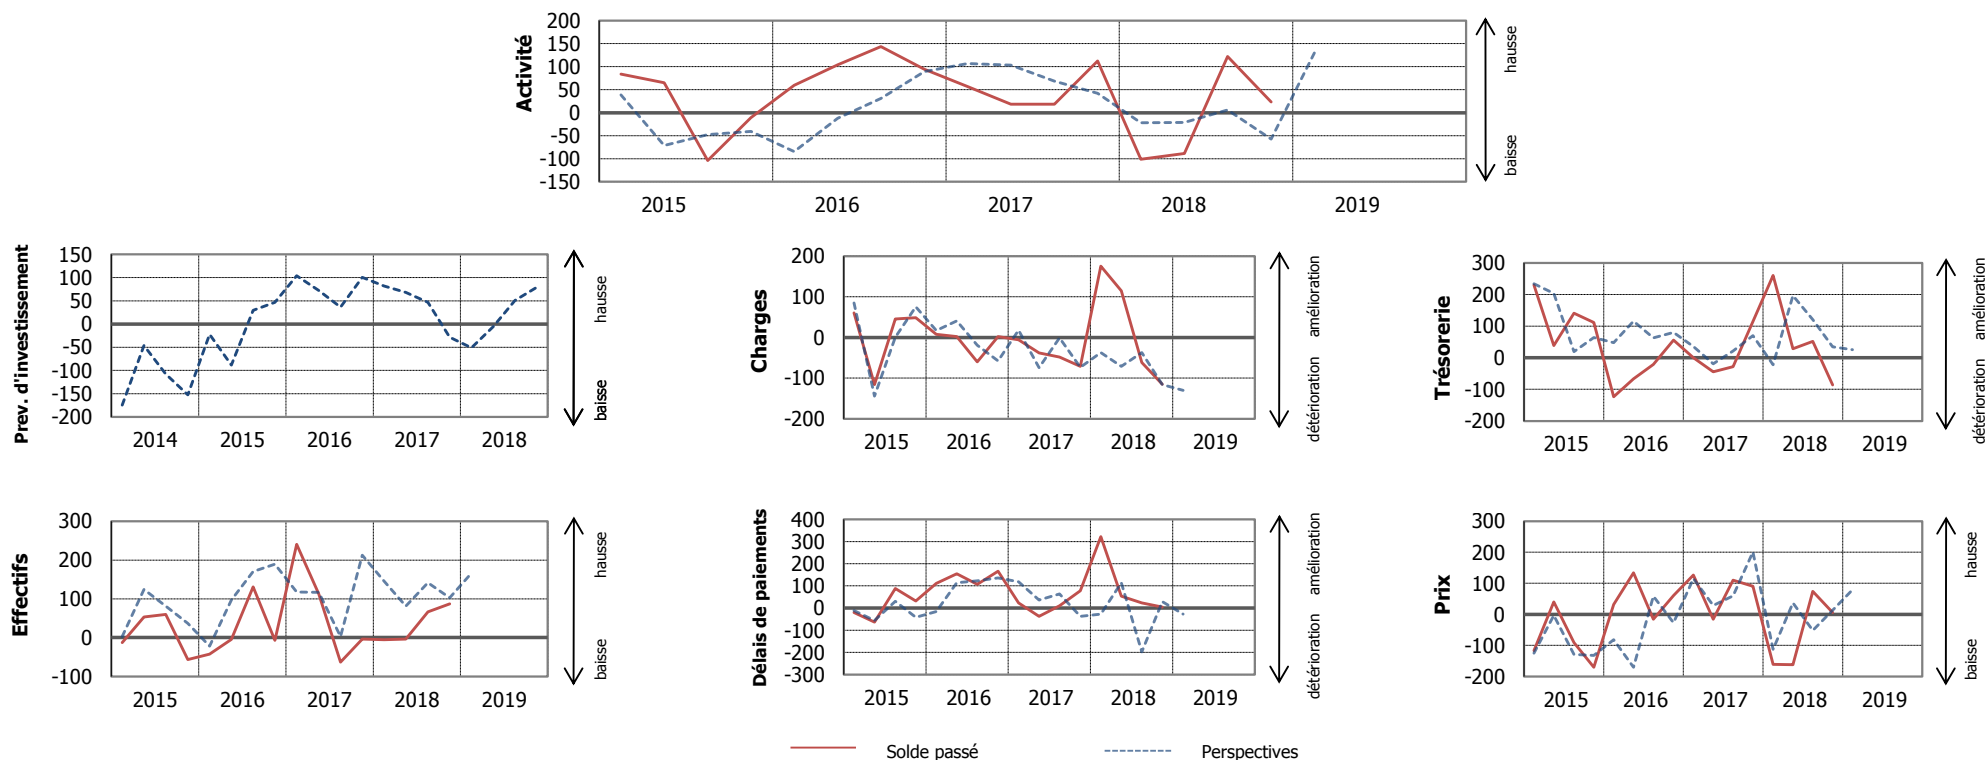 Activité
200
150
100
50
0
-50
-100
-150
2015 2016 2017 2018 2019
hausse
baisse
Prev. d'investissement
150
100
50
0
-50
-100
-150
-200
2014 2015 2016 2017 2018
hausse
baisse
Charges
200
100
0
-100
-200
2015 2016 2017 2018 2019
amélioration
détérioration
Trésorerie
300
200
100
0
-100
-200
2015 2016 2017 2018 2019
amélioration
détérioration
Effectifs
300
200
100
0
-100
2015 2016 2017 2018 2019
hausse
baisse
Délais de paiements
400
300
200
100
0
-100
-200
-300
2015 2016 2017 2018 2019
amélioration
détérioration
Prix
300
200
100
0
-100
-200
2015 2016 2017 2018 2019
hausse
baisse
Solde passé Perspectives